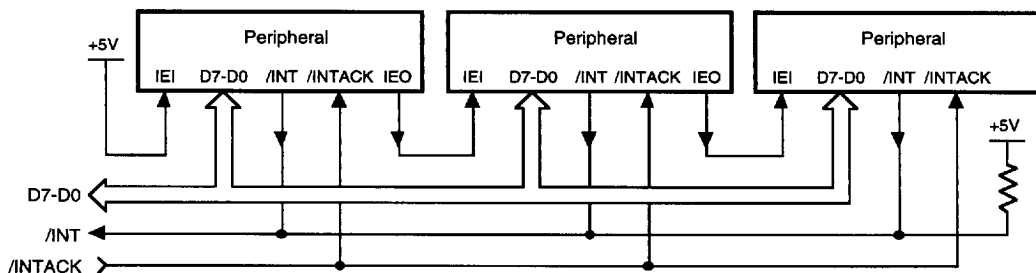 Peripheral Peripheral Peripheral
+5V
IEI D7-D0 /INT /INTACK IEO IEI D7-D0 /INT /INTACK IEO IEI D7-D0 /INT /INTACK
+5V
D7-D0
/INT
/INTACK